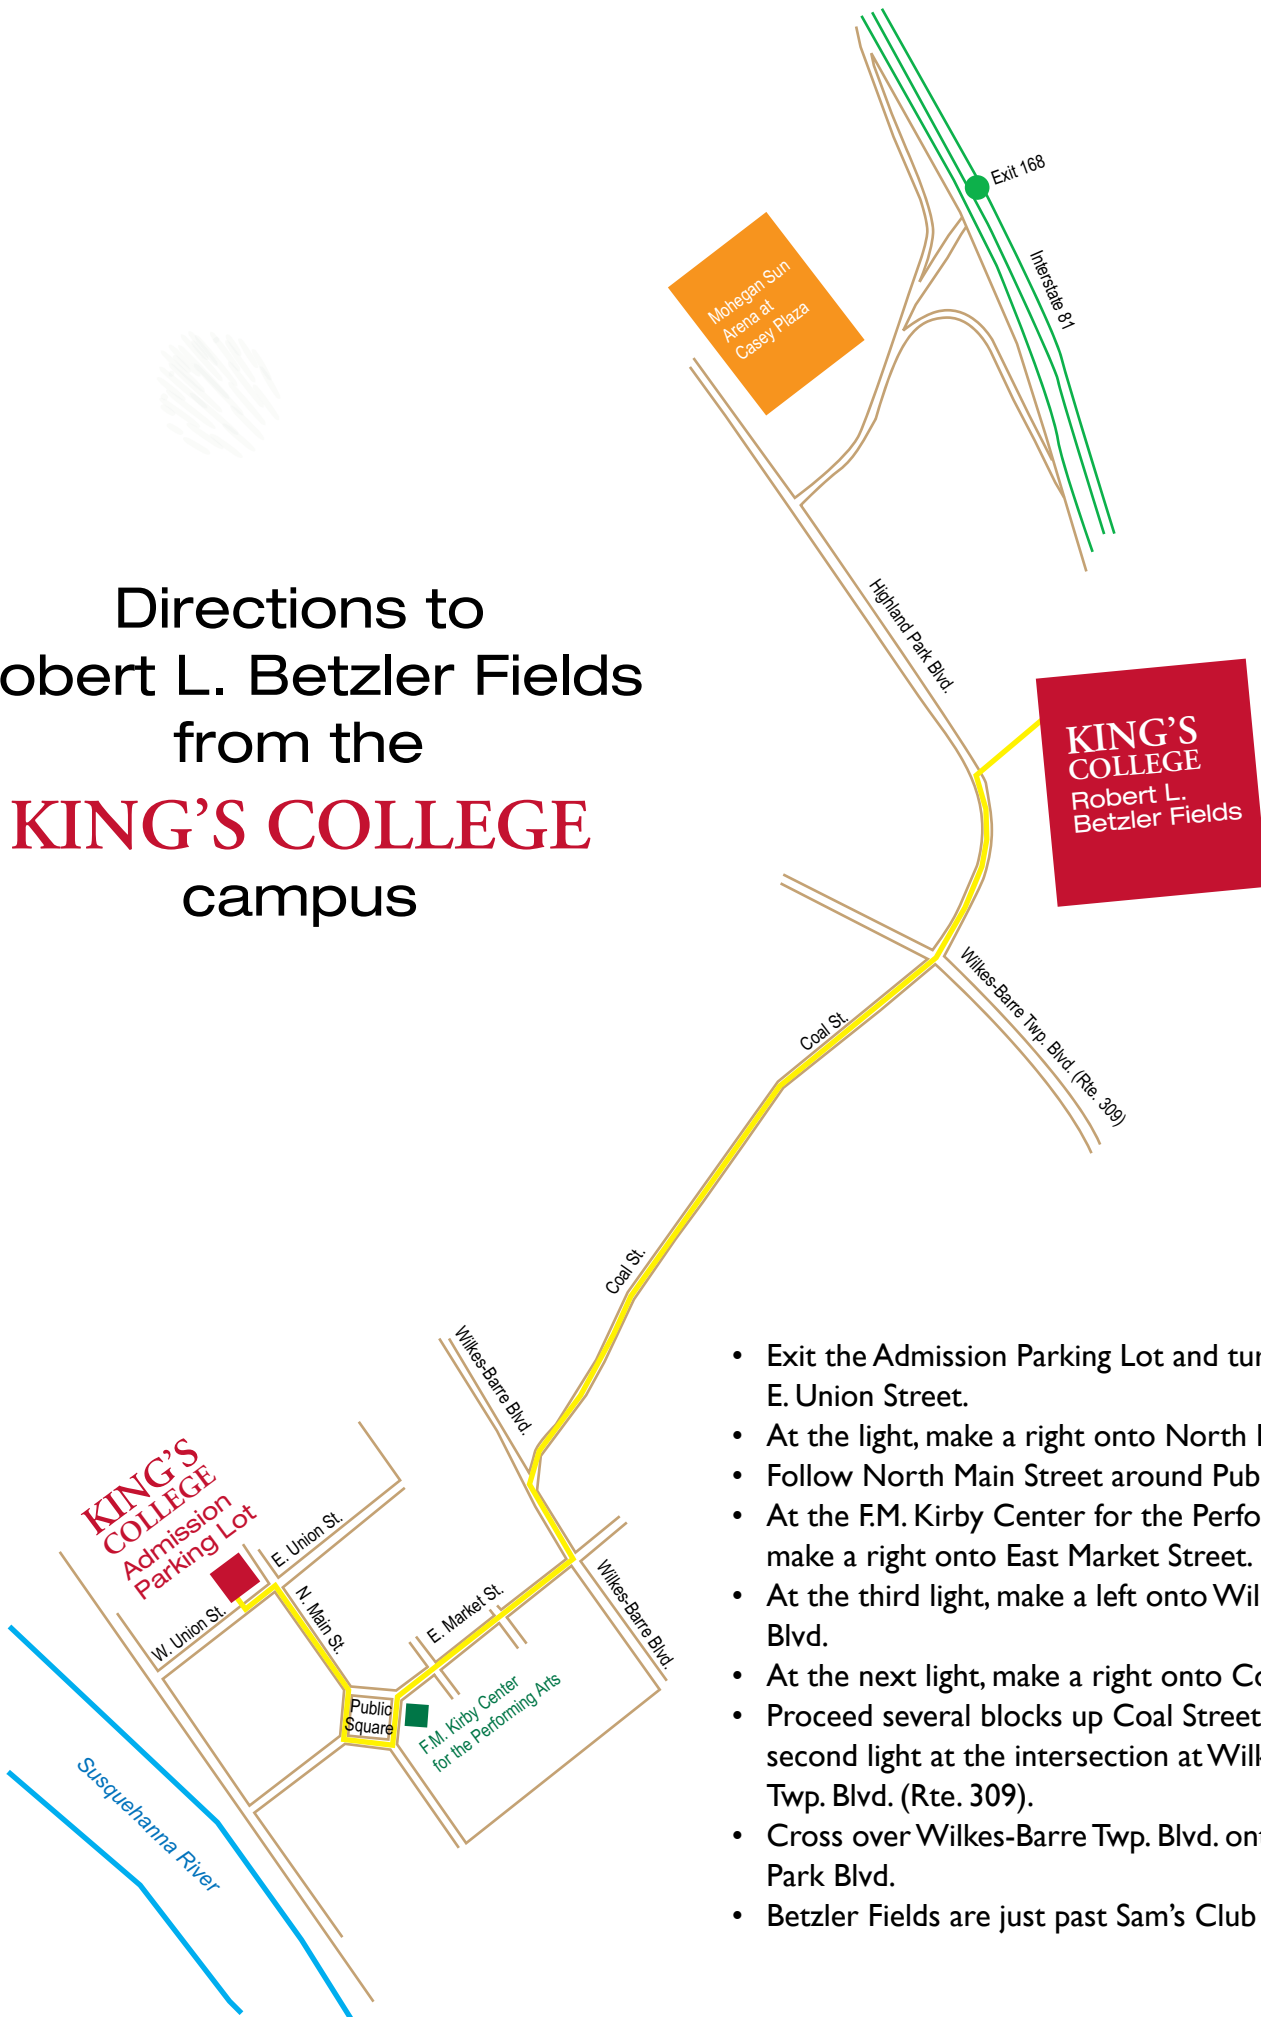 Exit 168
Interstate 81
Mohegan Sun
Arena at
Casey Plaza
Directions to
obert L. Betzler Fields
from the
KING'S COLLEGE
campus
Highland Park Blvd.
KING'S
COLLEGE
Robert L.
Betzler Fields
Wilkes-Barre Twp. Blvd. (Rte. 309)
Coal St.
Coal St.
Wilkes-Barre Blvd.
KING'S
COLLEGE
Admission
Parking Lot
E. Union St.
W. Union St.
N. Main St.
E. Market St.
Wilkes-Barre Blvd.
Public
Square
F.M. Kirby Center
for the Performing Arts
Susquehanna River
• Exit the Admission Parking Lot and tur
E. Union Street.
• At the light, make a right onto North
• Follow North Main Street around Pub
• At the F.M. Kirby Center for the Perfo
make a right onto East Market Street.
• At the third light, make a left onto Wil
Blvd.
• At the next light, make a right onto Co
• Proceed several blocks up Coal Street
second light at the intersection at Wilk
Twp. Blvd. (Rte. 309).
• Cross over Wilkes-Barre Twp. Blvd. ont
Park Blvd.
• Betzler Fields are just past Sam's Club